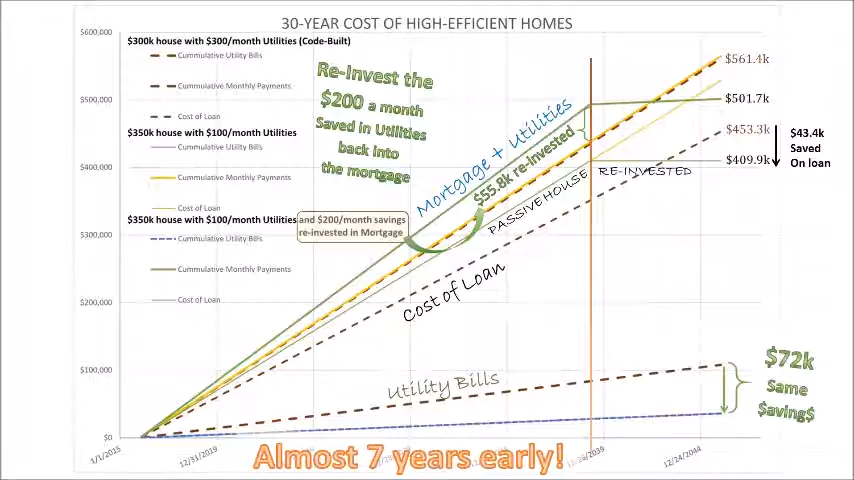 30-YEAR COST OF HIGH-EFFICIENT HOMES
$600,000
$500,000
$400,000
$300,000
$200,000
$100,000
$0
$300k house with $300/month Utilities (Code-Built)
Cummulative Utility Bills
Cummulative Monthly Payments
Cost of Loan
$350k house with $100/month Utilities
Cummulative Utility Bills
Cummulative Monthly Payments
Cost of Loan
$350k house with $100/month Utilities
and $200/month savings
re-invested in Mortgage
Cummulative Utility Bills
Cummulative Monthly Payments
Cost of Loan
Re-Invest the
$200 a month
Saved in Utilities
back into
the mortgage
Mortgage + Utilities
$55.8k re-invested
PASSIVE HOUSE
RE-INVESTED
Cost of Loan
Utility Bills
$561.4k
$501.7k
$453.3k
$409.9k
$43.4k
Saved
On loan
$72k
Same
$aving$
1/1/2015
12/31/2019
12/24/2044
Almost 7 years early!